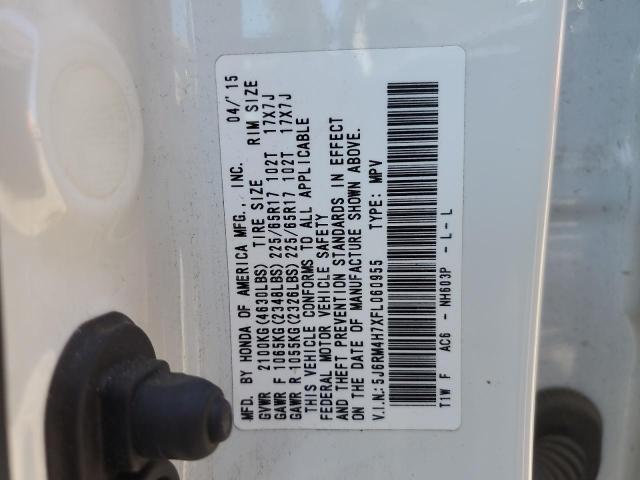 MFD. BY HONDA OF AMERICA MFG., INC. 04/'15
GVWR 2100KG(4630LBS) TIRE SIZE RIM SIZE
GAWR F 1065KG(2348LBS) 225/65R17 102T 17X7J
GAWR R 1055KG(2326LBS) 225/65R17 102T 17X7J
THIS VEHICLE CONFORMS TO ALL APPLICABLE
FEDERAL MOTOR VEHICLE SAFETY
AND THEFT PREVENTION STANDARDS IN EFFECT
ON THE DATE OF MANUFACTURE SHOWN ABOVE.
V.I.N.:5J6RM4H7XFL060955 TYPE: MPV
T1W F AC6 - NH603P - L - L